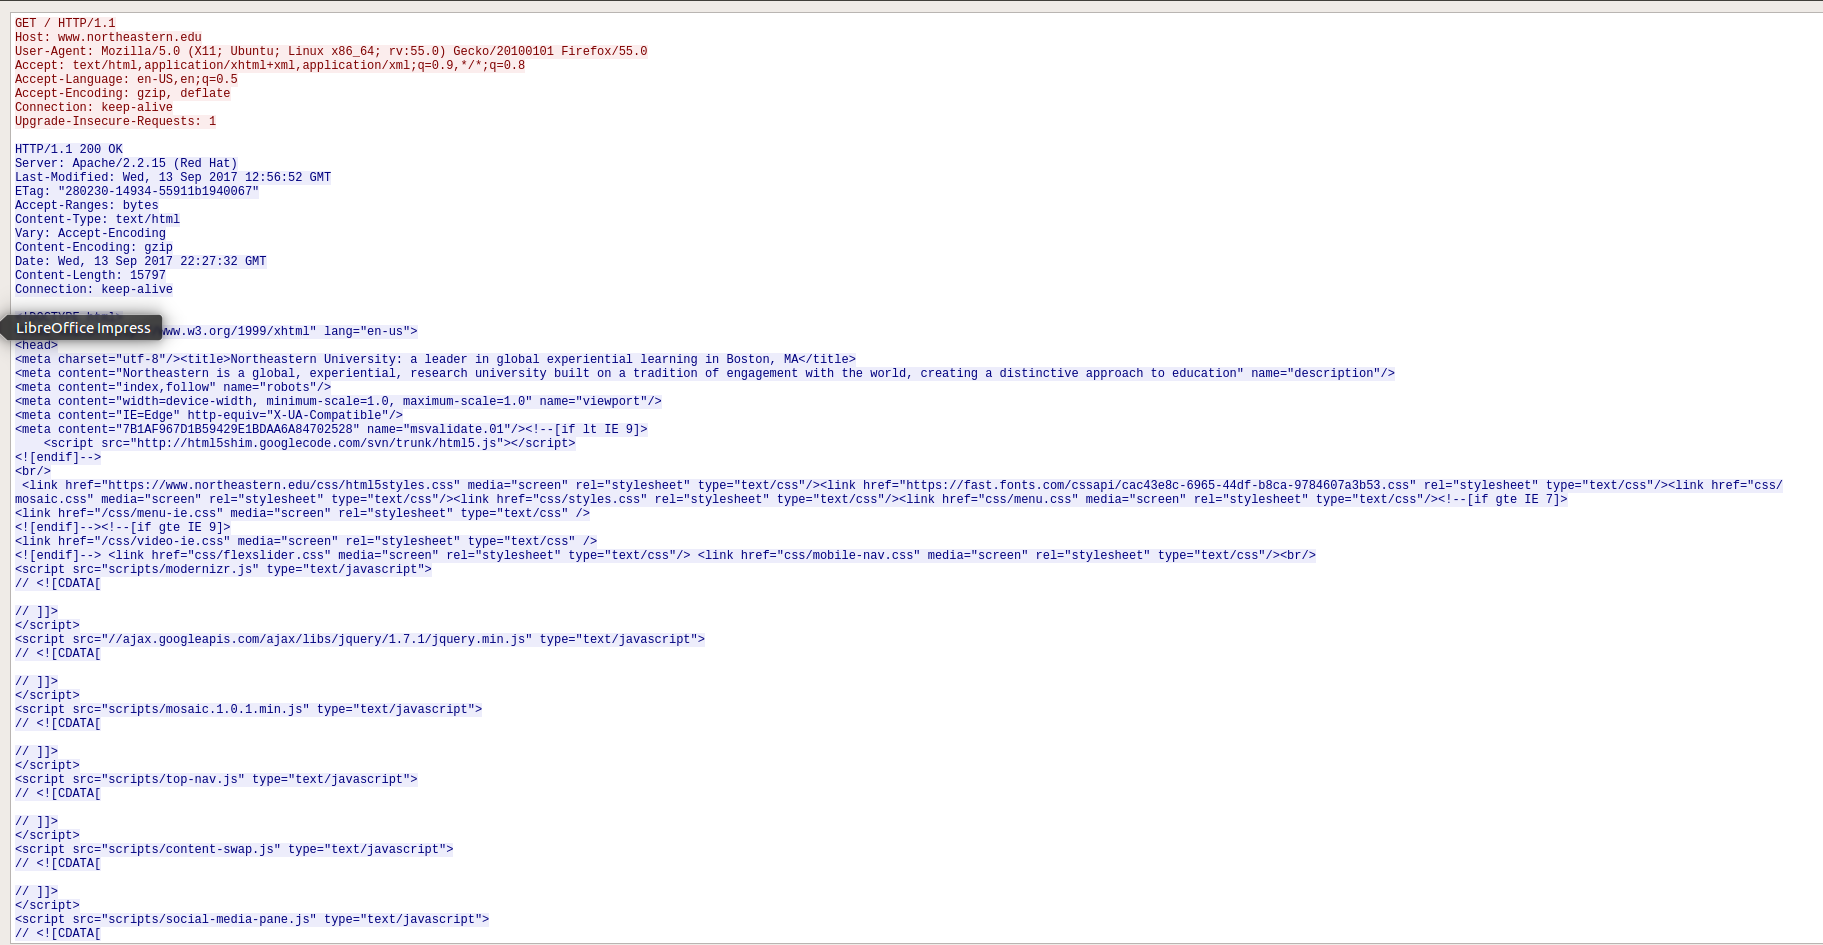 GET / HTTP/1.1
Host: www.northeastern.edu
User-Agent: Mozilla/5.0 (X11; Ubuntu; Linux x86_64; rv:55.0) Gecko/20100101 Firefox/55.0
Accept: text/html,application/xhtml+xml,application/xml;q=0.9,*/*;q=0.8
Accept-Language: en-US,en;q=0.5
Accept-Encoding: gzip, deflate
Connection: keep-alive
Upgrade-Insecure-Requests: 1

HTTP/1.1 200 OK
Server: Apache/2.2.15 (Red Hat)
Last-Modified: Wed, 13 Sep 2017 12:56:52 GMT
ETag: "280230-14934-55911b1940067"
Accept-Ranges: bytes
Content-Type: text/html
Vary: Accept-Encoding
Content-Encoding: gzip
Date: Wed, 13 Sep 2017 22:27:32 GMT
Content-Length: 15797
Connection: keep-alive

LibreOffice Impress
www.w3.org/1999/xhtml" lang="en-us">
<head>
<meta charset="utf-8"/><title>Northeastern University: a leader in global experiential learning in Boston, MA</title>
<meta content="Northeastern is a global, experiential, research university built on a tradition of engagement with the world, creating a distinctive approach to education" name="description"/>
<meta content="index,follow" name="robots"/>
<meta content="width=device-width, minimum-scale=1.0, maximum-scale=1.0" name="viewport"/>
<meta content="IE=Edge" http-equiv="X-UA-Compatible"/>
<meta content="7B1AF967D1B59429E1BDAA6A84702528" name="msvalidate.01"/><!--[if lt IE 9]>
    <script src="http://html5shim.googlecode.com/svn/trunk/html5.js"></script>
<![endif]-->
<br/>
 <link href="https://www.northeastern.edu/css/html5styles.css" media="screen" rel="stylesheet" type="text/css"/><link href="https://fast.fonts.com/cssapi/cac43e8c-6965-44df-b8ca-9784607a3b53.css" rel="stylesheet" type="text/css"/><link href="css/
mosaic.css" media="screen" rel="stylesheet" type="text/css"/><link href="css/styles.css" rel="stylesheet" type="text/css"/><link href="css/menu.css" media="screen" rel="stylesheet" type="text/css"/><!--[if gte IE 7]>
<link href="/css/menu-ie.css" media="screen" rel="stylesheet" type="text/css" />
<![endif]--><!--[if gte IE 9]>
<link href="/css/video-ie.css" media="screen" rel="stylesheet" type="text/css" />
<![endif]--> <link href="css/flexslider.css" media="screen" rel="stylesheet" type="text/css"/> <link href="css/mobile-nav.css" media="screen" rel="stylesheet" type="text/css"/><br/>
<script src="scripts/modernizr.js" type="text/javascript">
// <![CDATA[

// ]]>
</script>
<script src="//ajax.googleapis.com/ajax/libs/jquery/1.7.1/jquery.min.js" type="text/javascript">
// <![CDATA[

// ]]>
</script>
<script src="scripts/mosaic.1.0.1.min.js" type="text/javascript">
// <![CDATA[

// ]]>
</script>
<script src="scripts/top-nav.js" type="text/javascript">
// <![CDATA[

// ]]>
</script>
<script src="scripts/content-swap.js" type="text/javascript">
// <![CDATA[

// ]]>
</script>
<script src="scripts/social-media-pane.js" type="text/javascript">
// <![CDATA[